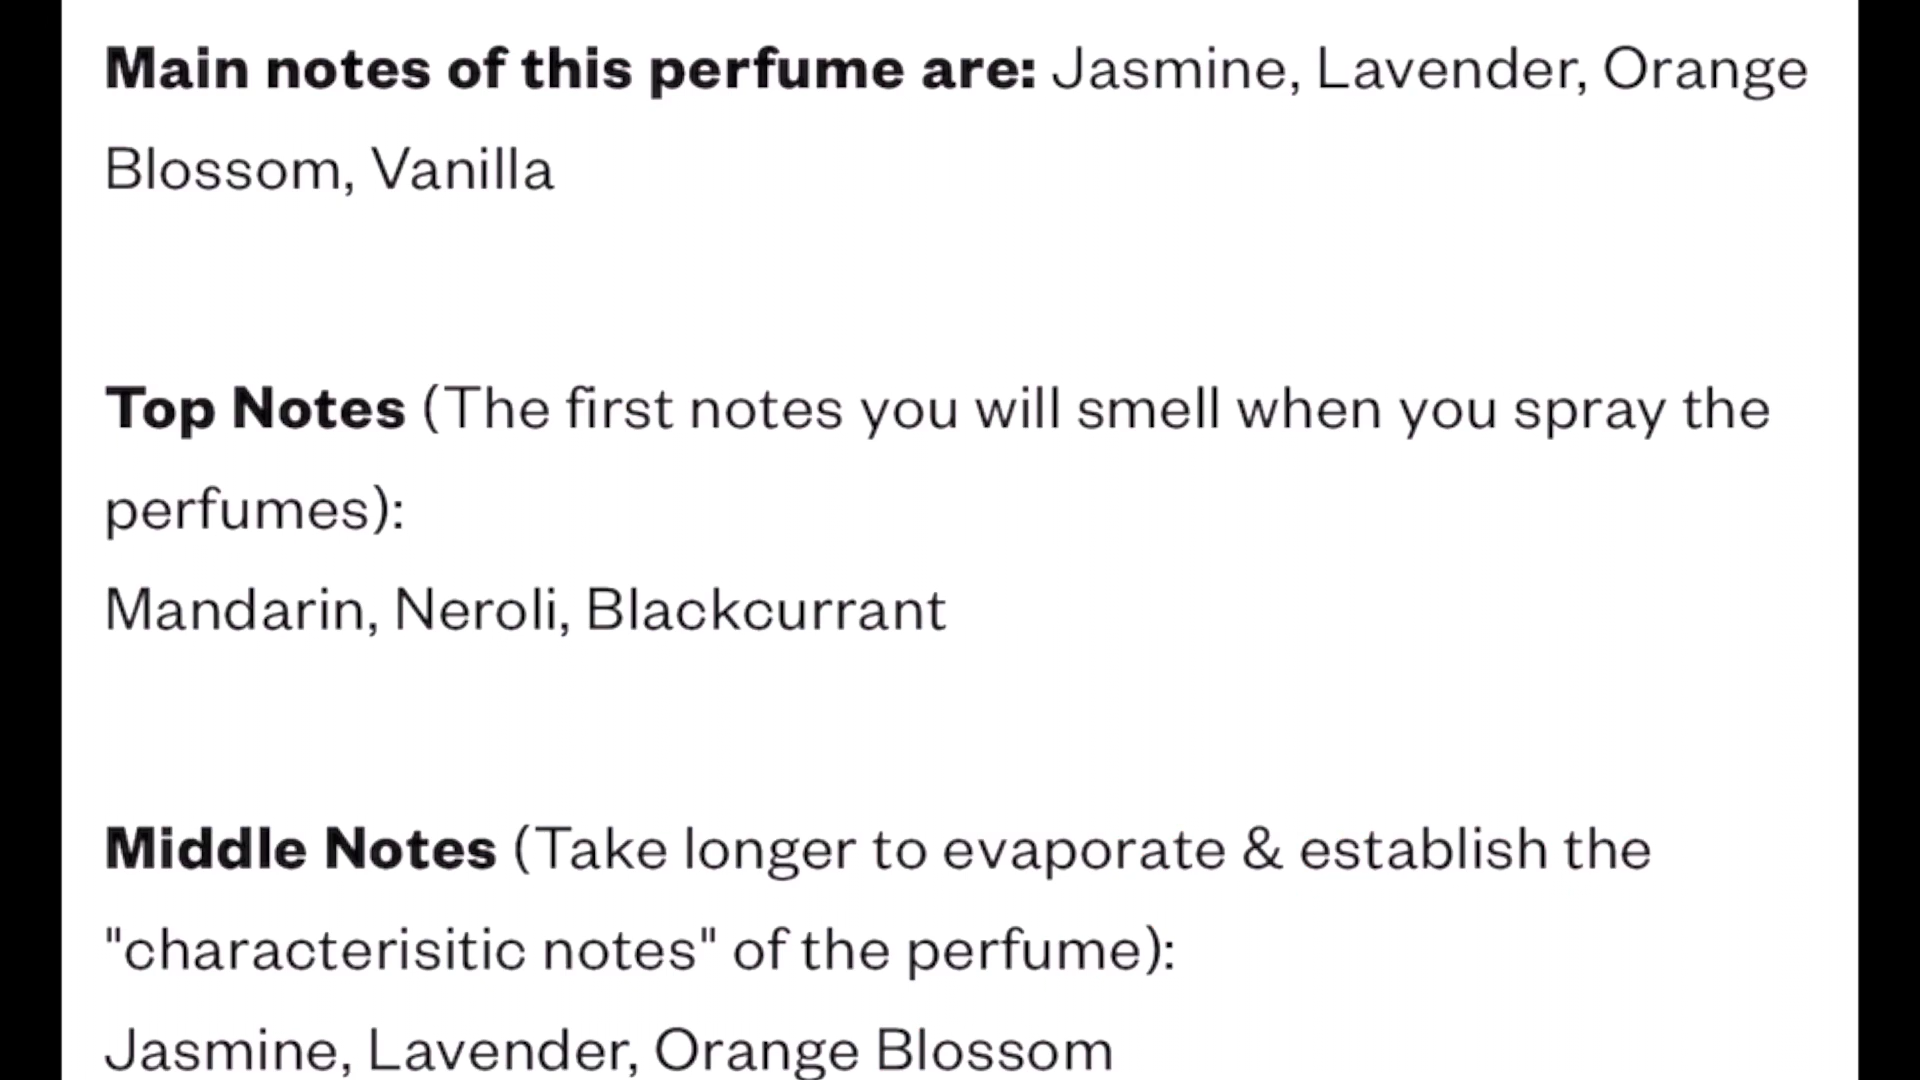 Main notes of this perfume are: Jasmine, Lavender, Orange
Blossom, Vanilla
Top Notes (The first notes you will smell when you spray the
perfumes):
Mandarin, Neroli, Blackcurrant
Middle Notes (Take longer to evaporate & establish the
"characterisitic notes" of the perfume):
Jasmine, Lavender, Orange Blossom